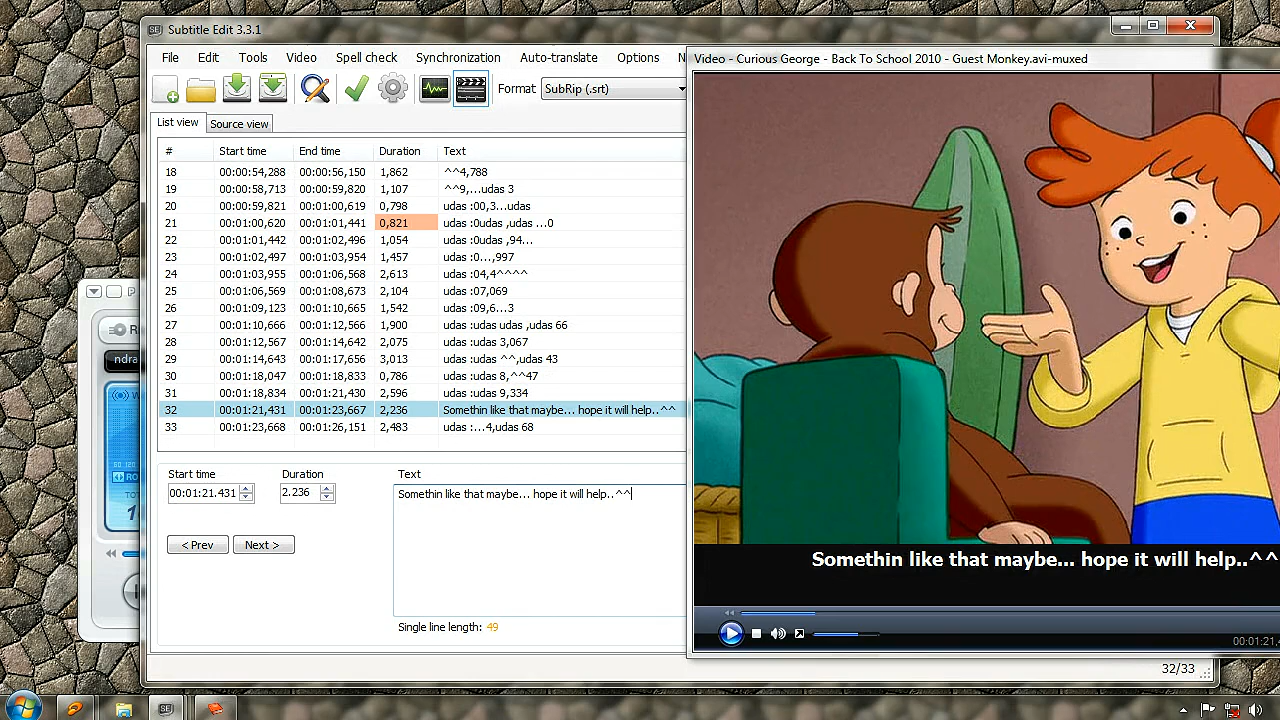 Subtitle Edit 3.3.1
File Edit Tools Video Spell check Synchronization Auto-translate Options N
Video - Curious George - Back To School 2010 - Guest Monkey.avi-muxed
Format SubRip (.srt)
List view Source view
# Start time End time Duration Text
18 00:00:54,288 00:00:56,150 1,862 ^^4,788
19 00:00:58,713 00:00:59,820 1,107 ^^9,...udas 3
20 00:00:59,821 00:01:00,619 0,798 udas :00,3...udas
21 00:01:00,620 00:01:01,441 0,821 udas :0udas ,udas ...0
22 00:01:01,442 00:01:02,496 1,054 udas :0udas ,94...
23 00:01:02,497 00:01:03,954 1,457 udas :0...,997
24 00:01:03,955 00:01:06,568 2,613 udas :04,4^^^^
25 00:01:06,569 00:01:08,673 2,104 udas :07,069
26 00:01:09,123 00:01:10,665 1,542 udas :09,6...3
27 00:01:10,666 00:01:12,566 1,900 udas :udas udas ,udas 66
28 00:01:12,567 00:01:14,642 2,075 udas :udas 3,067
29 00:01:14,643 00:01:17,656 3,013 udas :udas ^^,udas 43
30 00:01:18,047 00:01:18,833 0,786 udas :udas 8,^^47
31 00:01:18,834 00:01:21,430 2,596 udas :udas 9,334
32 00:01:21,431 00:01:23,667 2,236 Somethin like that maybe... hope it will help..^^
33 00:01:23,668 00:01:26,151 2,483 udas :...4,udas 68
Start time Duration Text
00:01:21.431 2.236 Somethin like that maybe... hope it will help..^^
< Prev Next >
Single line length: 49
Somethin like that maybe... hope it will help..^^
00:01:21,
32/33
P
ndra
60 120
SE